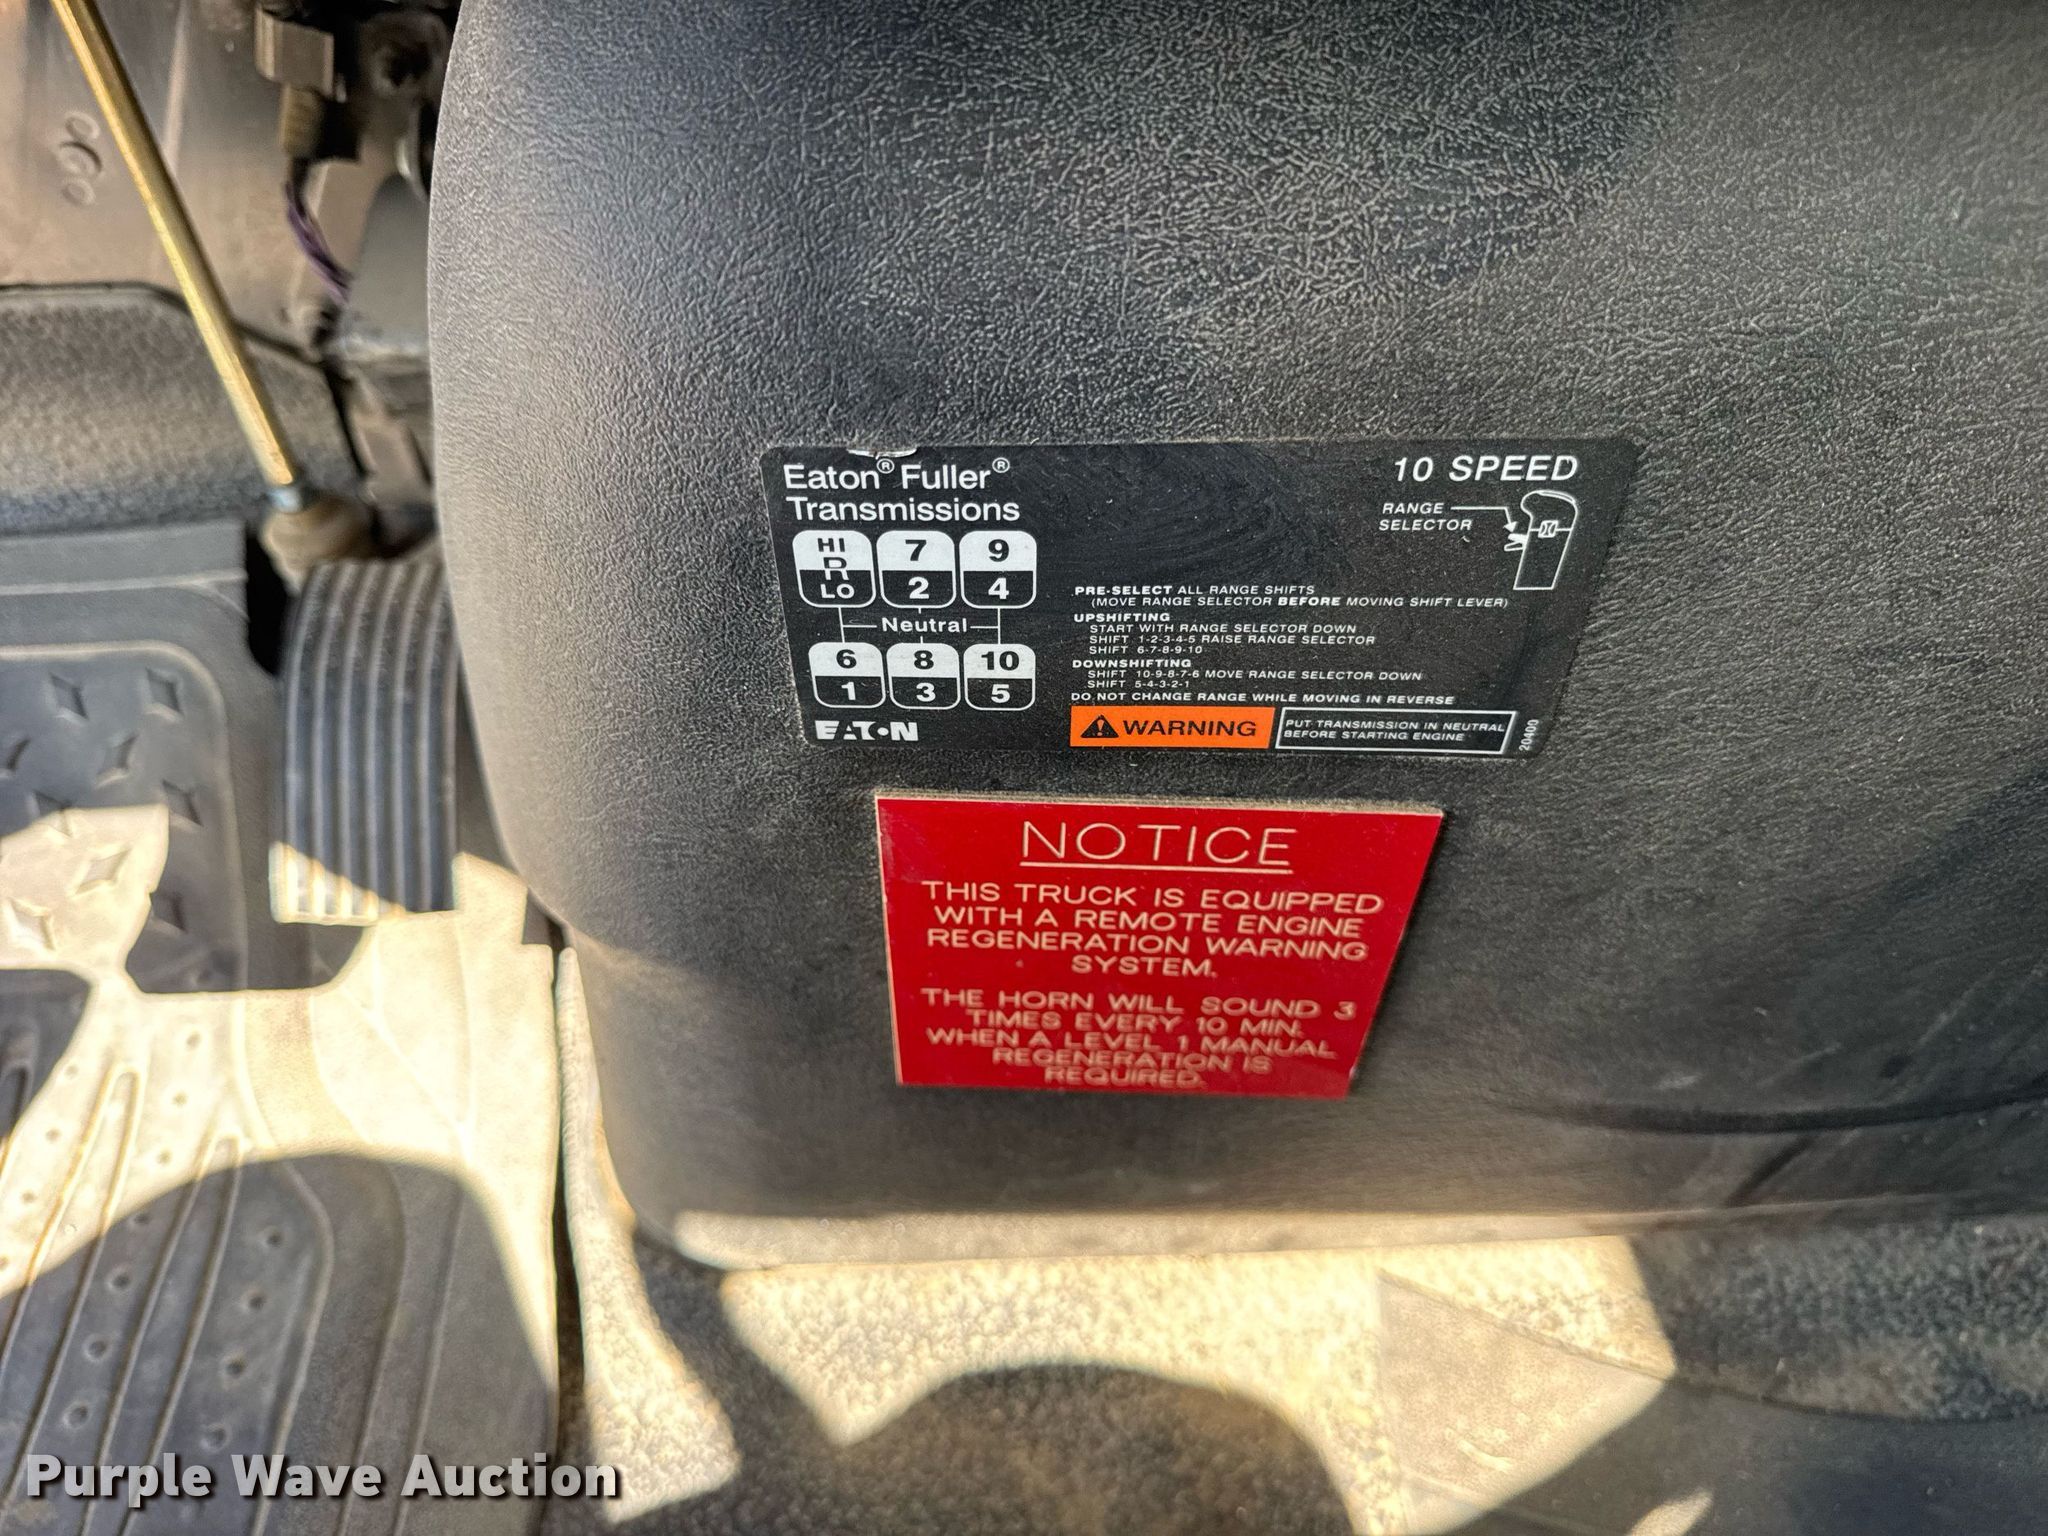 Eaton® Fuller®
Transmissions
10 SPEED
RANGE
SELECTOR
HI 7 9
R
LO 2 4
Neutral
6 8 10
1 3 5
EATON
PRE-SELECT ALL RANGE SHIFTS
(MOVE RANGE SELECTOR BEFORE MOVING SHIFT LEVER)
UPSHIFTING
START WITH RANGE SELECTOR DOWN
SHIFT 1-2-3-4-5 RAISE RANGE SELECTOR
SHIFT 6-7-8-9-10
DOWNSHIFTING
SHIFT 10-9-8-7-6 MOVE RANGE SELECTOR DOWN
SHIFT 5-4-3-2-1
DO NOT CHANGE RANGE WHILE MOVING IN REVERSE
WARNING
PUT TRANSMISSION IN NEUTRAL
BEFORE STARTING ENGINE
20400
NOTICE
THIS TRUCK IS EQUIPPED
WITH A REMOTE ENGINE
REGENERATION WARNING
SYSTEM.
THE HORN WILL SOUND 3
TIMES EVERY 10 MIN.
WHEN A LEVEL 1 MANUAL
REGENERATION IS
REQUIRED.
Purple Wave Auction